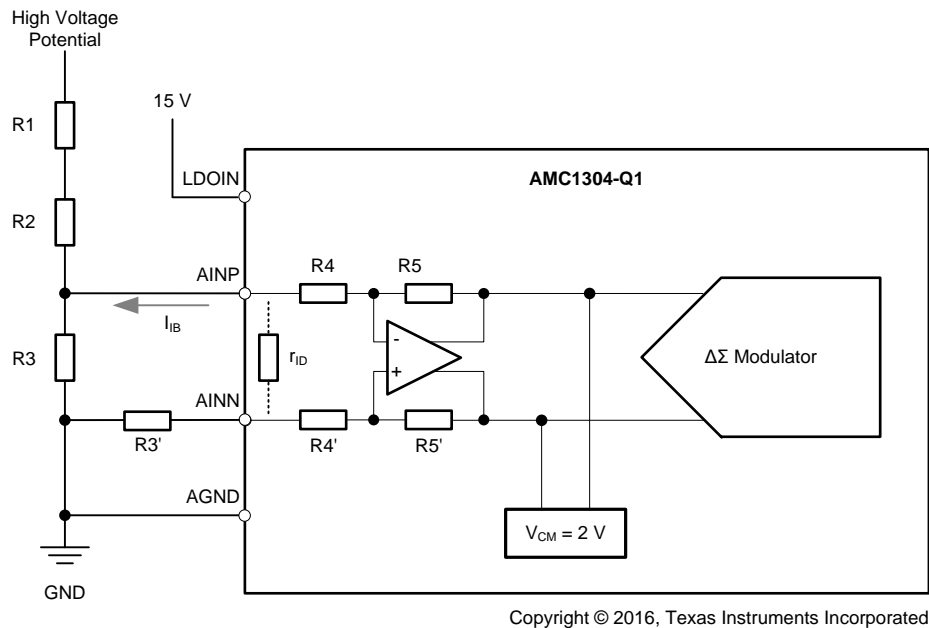 High Voltage
Potential
R1
15 V
LDOIN
AMC1304-Q1
R2
AINP
R4
R5
I_IB
R3
r_ID
-
+
ΔΣ Modulator
AINN
R3'
R4'
R5'
AGND
V_CM = 2 V
GND
Copyright © 2016, Texas Instruments Incorporated